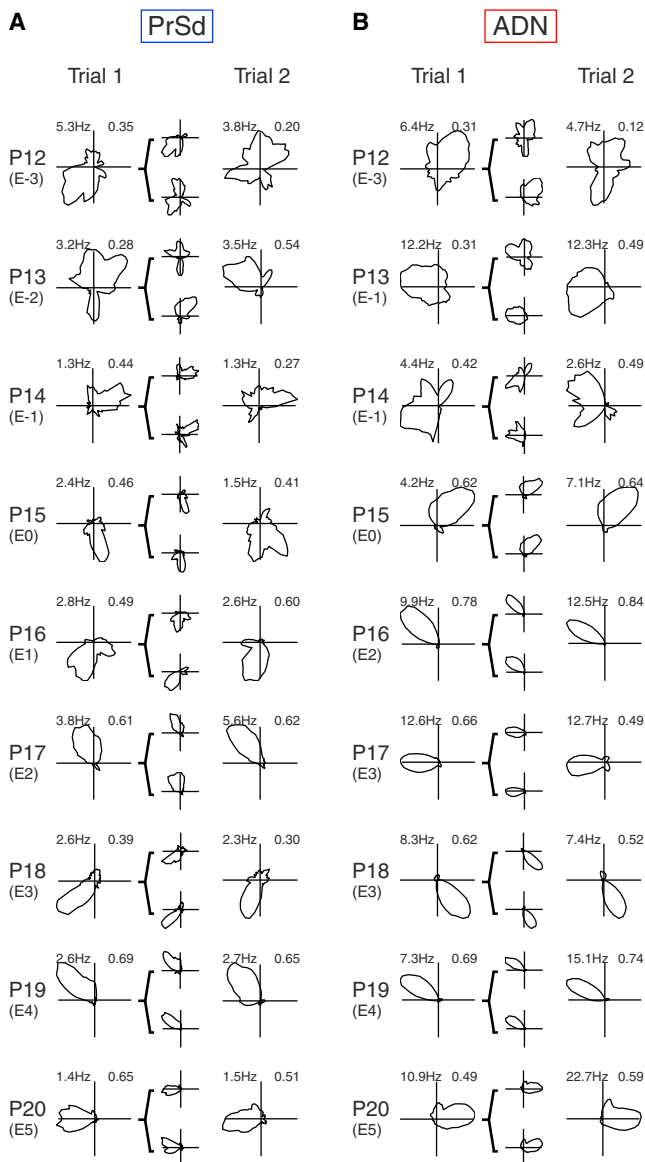 A PrSd B ADN
Trial 1 Trial 2 Trial 1 Trial 2
5.3Hz 0.35 3.8Hz 0.20 6.4Hz 0.31 4.7Hz 0.12
P12 P12
(E-3) (E-3)
3.2Hz 0.28 3.5Hz 0.54 12.2Hz 0.31 12.3Hz 0.49
P13 P13
(E-2) (E-1)
1.3Hz 0.44 1.3Hz 0.27 4.4Hz 0.42 2.6Hz 0.49
P14 P14
(E-1) (E-1)
2.4Hz 0.46 1.5Hz 0.41 4.2Hz 0.62 7.1Hz 0.64
P15 P15
(E0) (E0)
2.8Hz 0.49 2.6Hz 0.60 9.9Hz 0.78 12.5Hz 0.84
P16 P16
(E1) (E2)
3.8Hz 0.61 5.6Hz 0.62 12.6Hz 0.66 12.7Hz 0.49
P17 P17
(E2) (E3)
2.6Hz 0.39 2.3Hz 0.30 8.3Hz 0.62 7.4Hz 0.52
P18 P18
(E3) (E3)
2.6Hz 0.69 2.7Hz 0.65 7.3Hz 0.69 15.1Hz 0.74
P19 P19
(E4) (E4)
1.4Hz 0.65 1.5Hz 0.51 10.9Hz 0.49 22.7Hz 0.59
P20 P20
(E5) (E5)